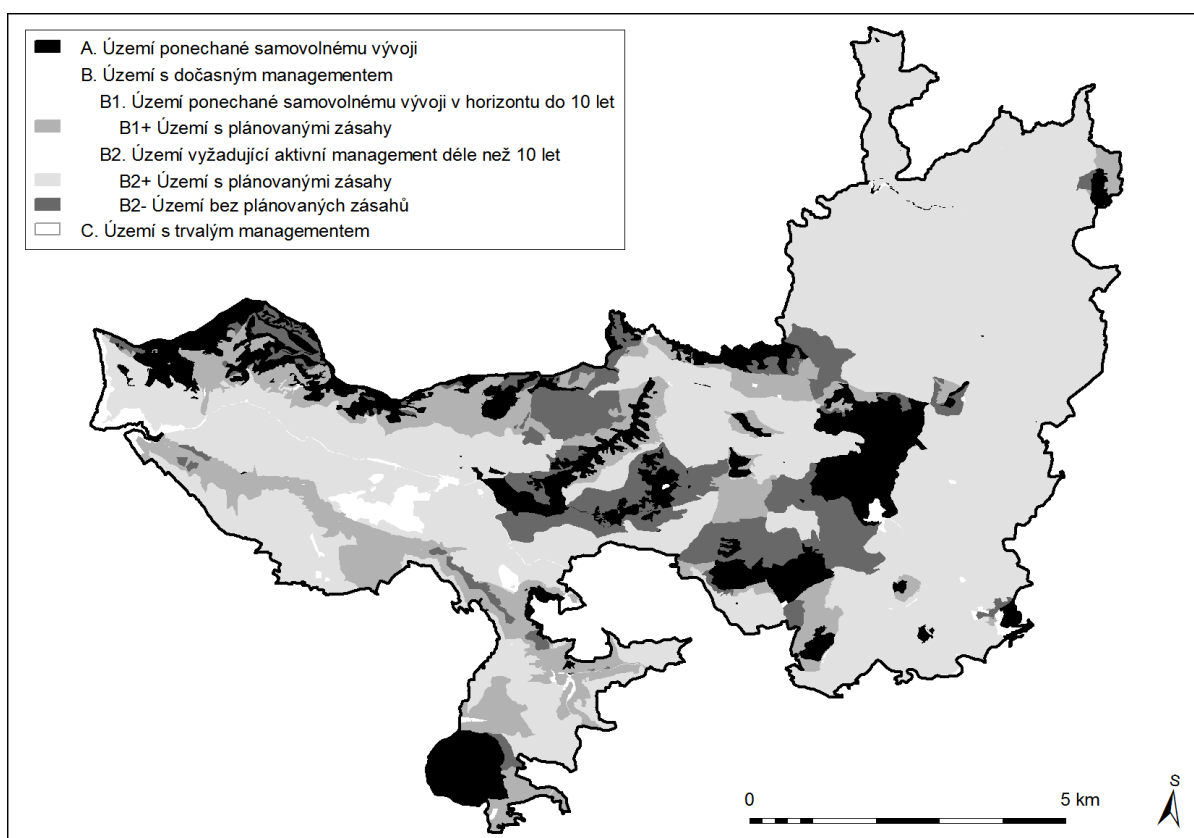 A. Území ponechané samovolnému vývoji
B. Území s dočasným managementem
B1. Území ponechané samovolnému vývoji v horizontu do 10 let
B1+ Území s plánovanými zásahy
B2. Území vyžadující aktivní management déle než 10 let
B2+ Území s plánovanými zásahy
B2- Území bez plánovaných zásahů
C. Území s trvalým managementem
0 5 km
S